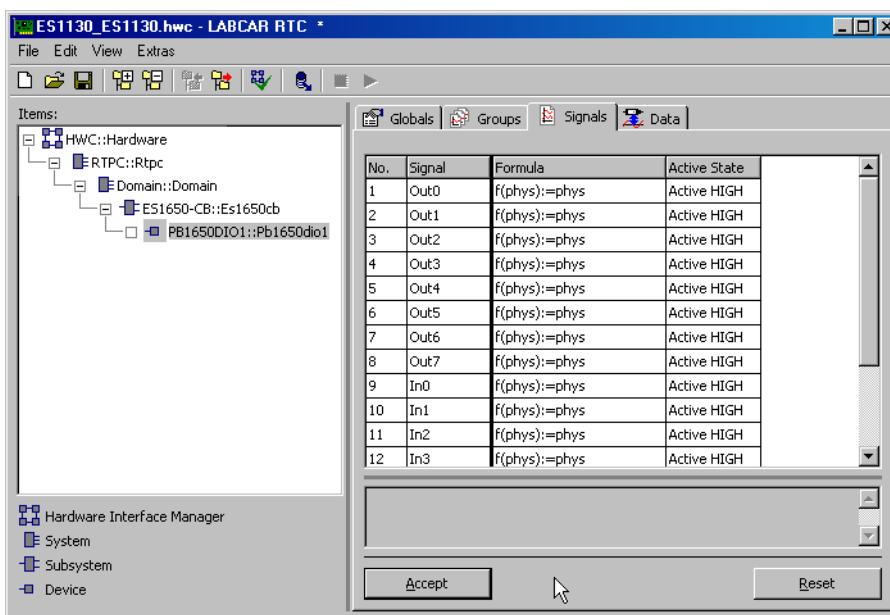 ES1130_ES1130.hwc - LABCAR RTC *
File Edit View Extras
Items:
HWC::Hardware
RTPC::Rtpc
Domain::Domain
ES1650-CB::Es1650cb
PB1650DIO1::Pb1650dio1
Hardware Interface Manager
System
Subsystem
Device
Globals Groups Signals Data
No. Signal Formula Active State
1 Out0 f(phys):=phys Active HIGH
2 Out1 f(phys):=phys Active HIGH
3 Out2 f(phys):=phys Active HIGH
4 Out3 f(phys):=phys Active HIGH
5 Out4 f(phys):=phys Active HIGH
6 Out5 f(phys):=phys Active HIGH
7 Out6 f(phys):=phys Active HIGH
8 Out7 f(phys):=phys Active HIGH
9 In0 f(phys):=phys Active HIGH
10 In1 f(phys):=phys Active HIGH
11 In2 f(phys):=phys Active HIGH
12 In3 f(phys):=phys Active HIGH
Accept Reset